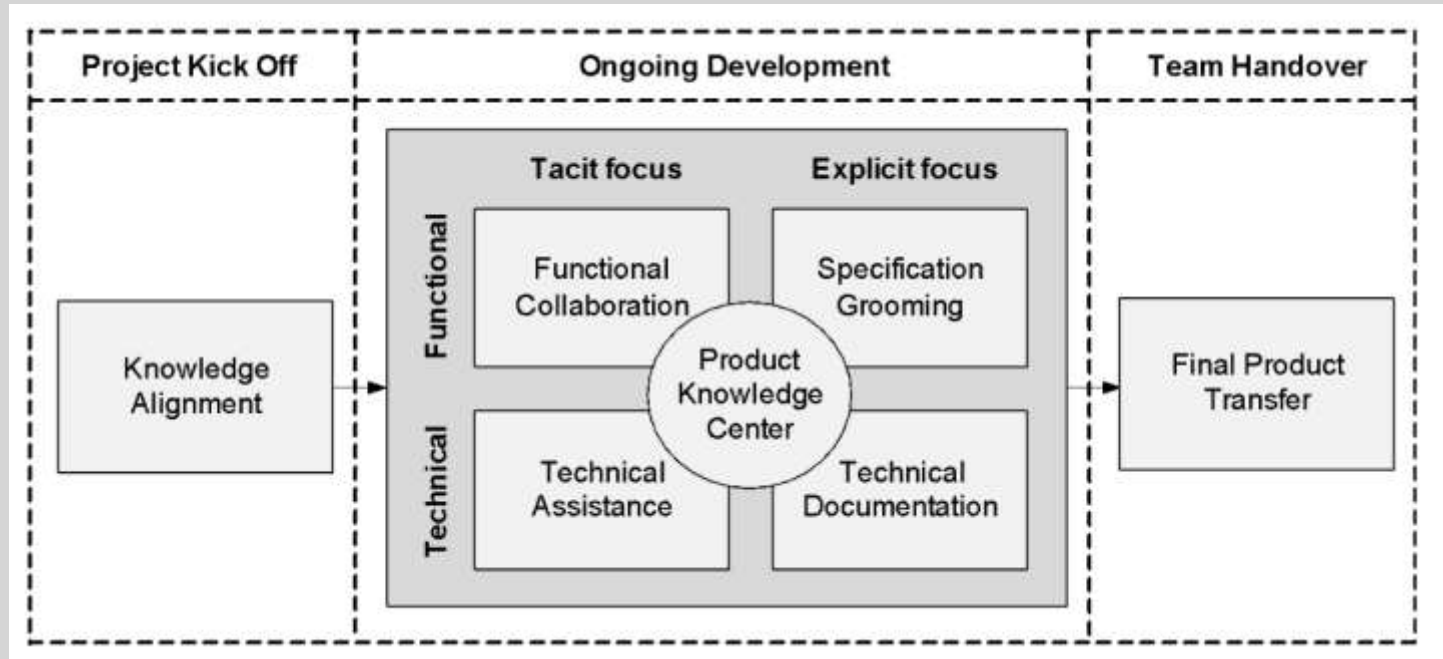 Project Kick Off
Ongoing Development
Team Handover
Tacit focus
Explicit focus
Functional
Functional
Collaboration
Specification
Grooming
Knowledge
Alignment
Product
Knowledge
Center
Final Product
Transfer
Technical
Technical
Assistance
Technical
Documentation